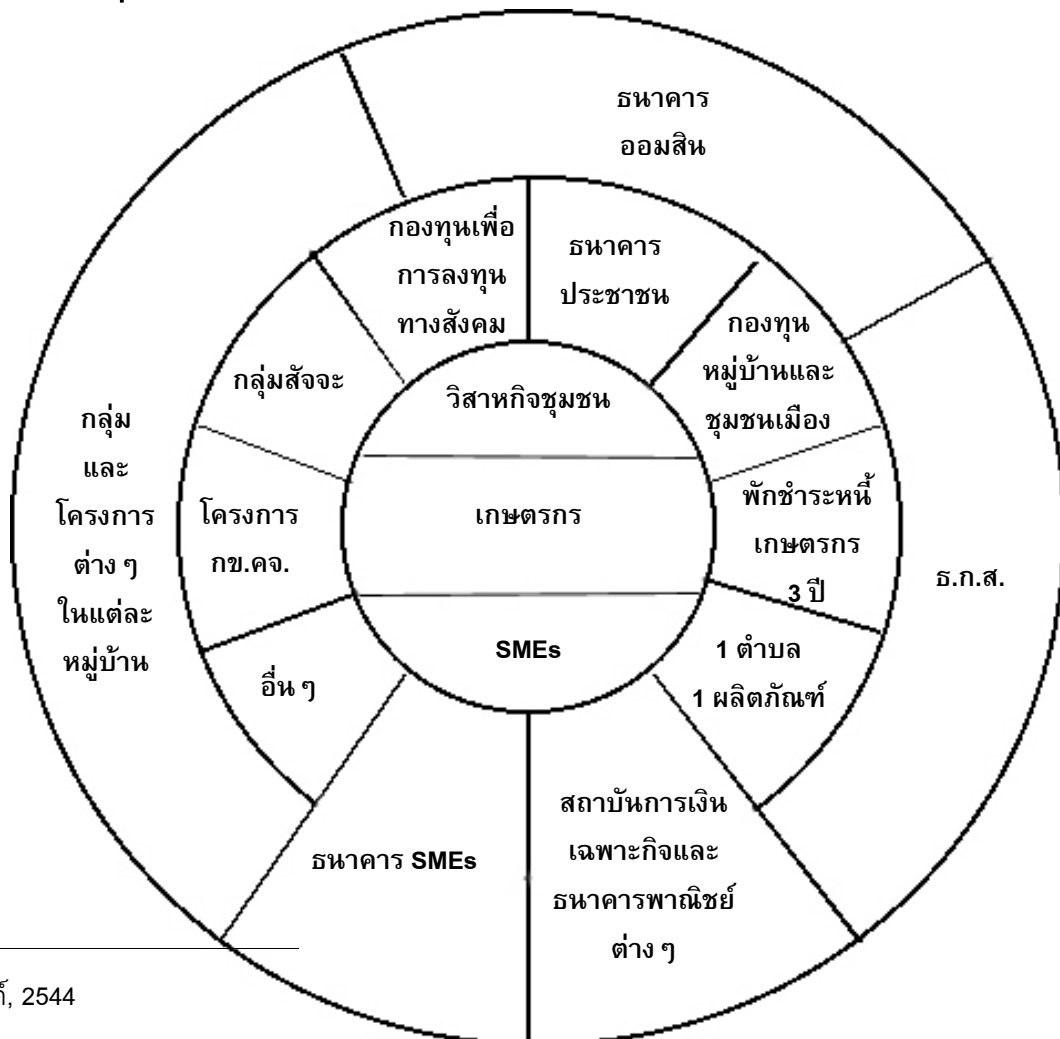 ธนาคาร
ออมสิน
กองทุนเพื่อ
การลงทุน
ทางสังคม
ธนาคาร
ประชาชน
กองทุน
หมู่บ้านและ
ชุมชนเมือง
กลุ่มสัจจะ
วิสาหกิจชุมชน
กลุ่ม
และ
โครงการ
ต่าง ๆ
ในแต่ละ
หมู่บ้าน
โครงการ
กข.คจ.
เกษตรกร
พักชำระหนี้
เกษตรกร
3 ปี
ธ.ก.ส.
อื่น ๆ
SMEs
1 ตำบล
1 ผลิตภัณฑ์
ธนาคาร SMEs
สถาบันการเงิน
เฉพาะกิจและ
ธนาคารพาณิชย์
ต่าง ๆ
, 2544